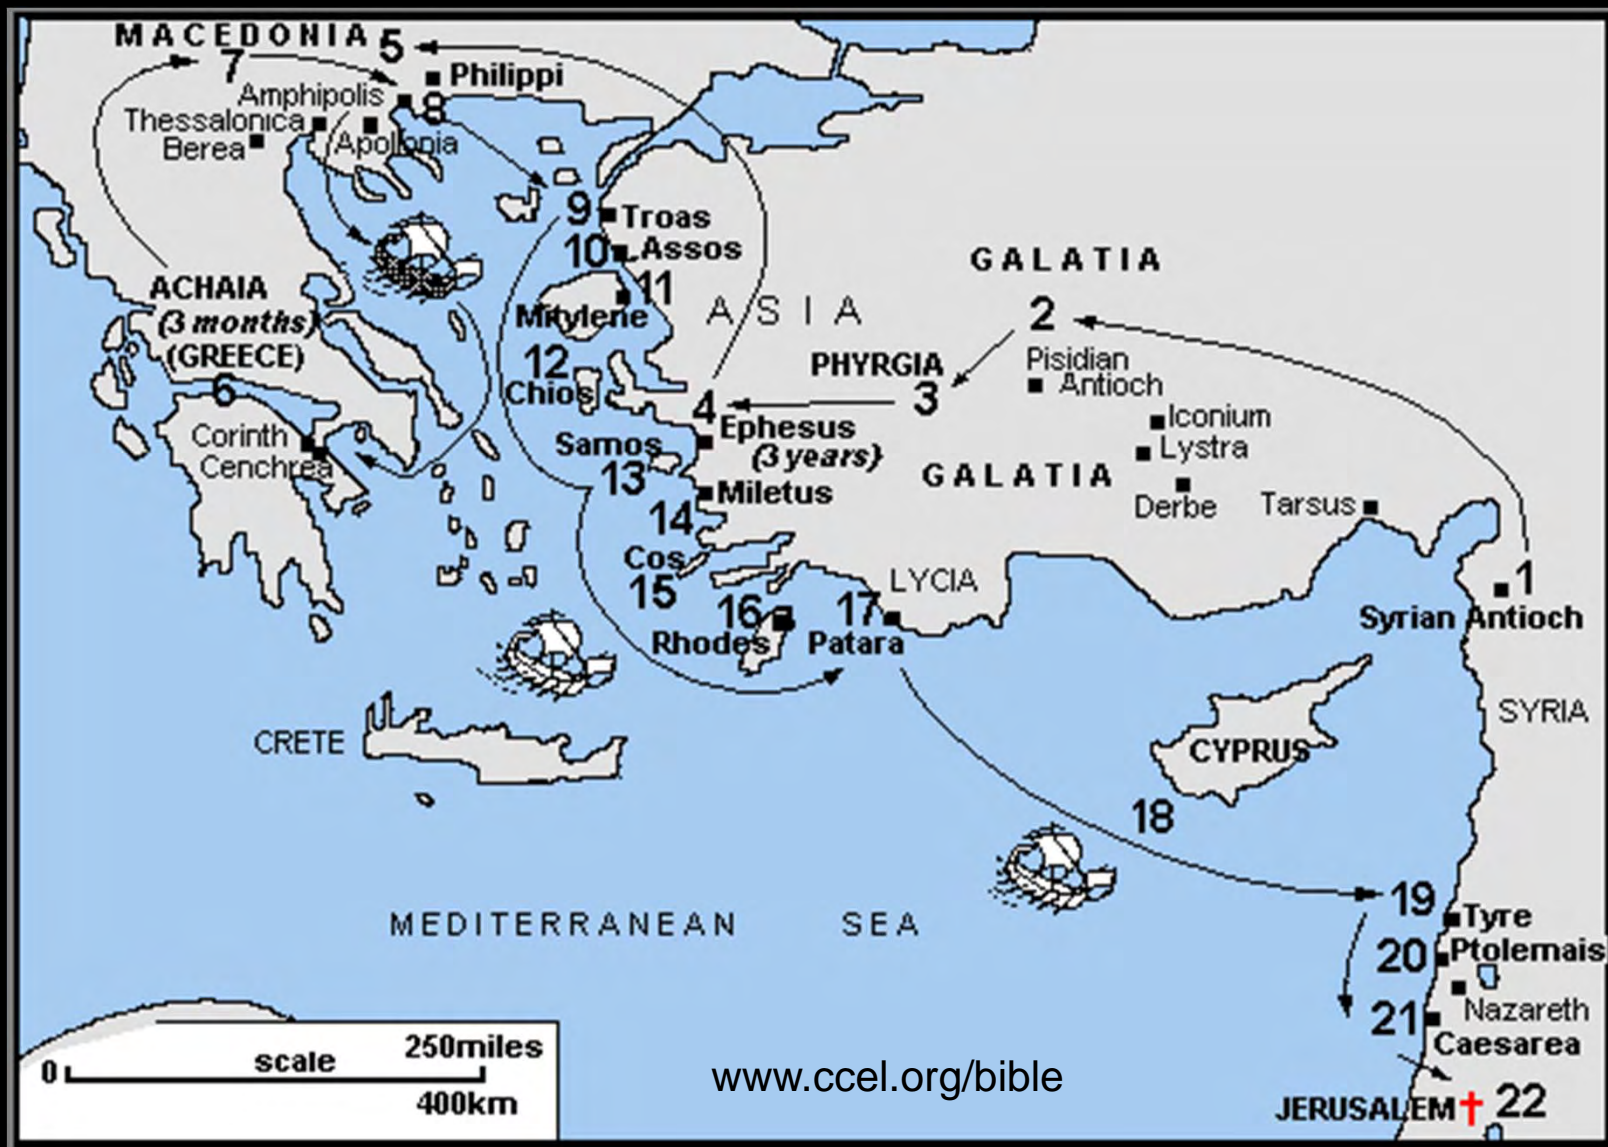 MACEDONIA 5
7
Philippi
Amphipolis
8
Thessalonica
Apollonia
Berea
9
Troas
10
Assos
GALATIA
ACHAIA
11
(3 months)
Mitylene
ASIA
2
(GREECE)
12
PHYRGIA
Pisidian
Antioch
6
Chios
4
3
Iconium
Corinth
Samos
Ephesus
(3 years)
Lystra
Cenchrea
13
Miletus
GALATIA
Derbe
Tarsus
14
Cos
15
LYCIA
1
16
17
Syrian Antioch
Rhodes
Patara
SYRIA
CRETE
CYPRUS
18
19
Tyre
MEDITERRANEAN SEA
20
Ptolemais
Nazareth
21
Caesarea
250miles
scale
0
400km
www.ccel.org/bible
JERUSALEM 22